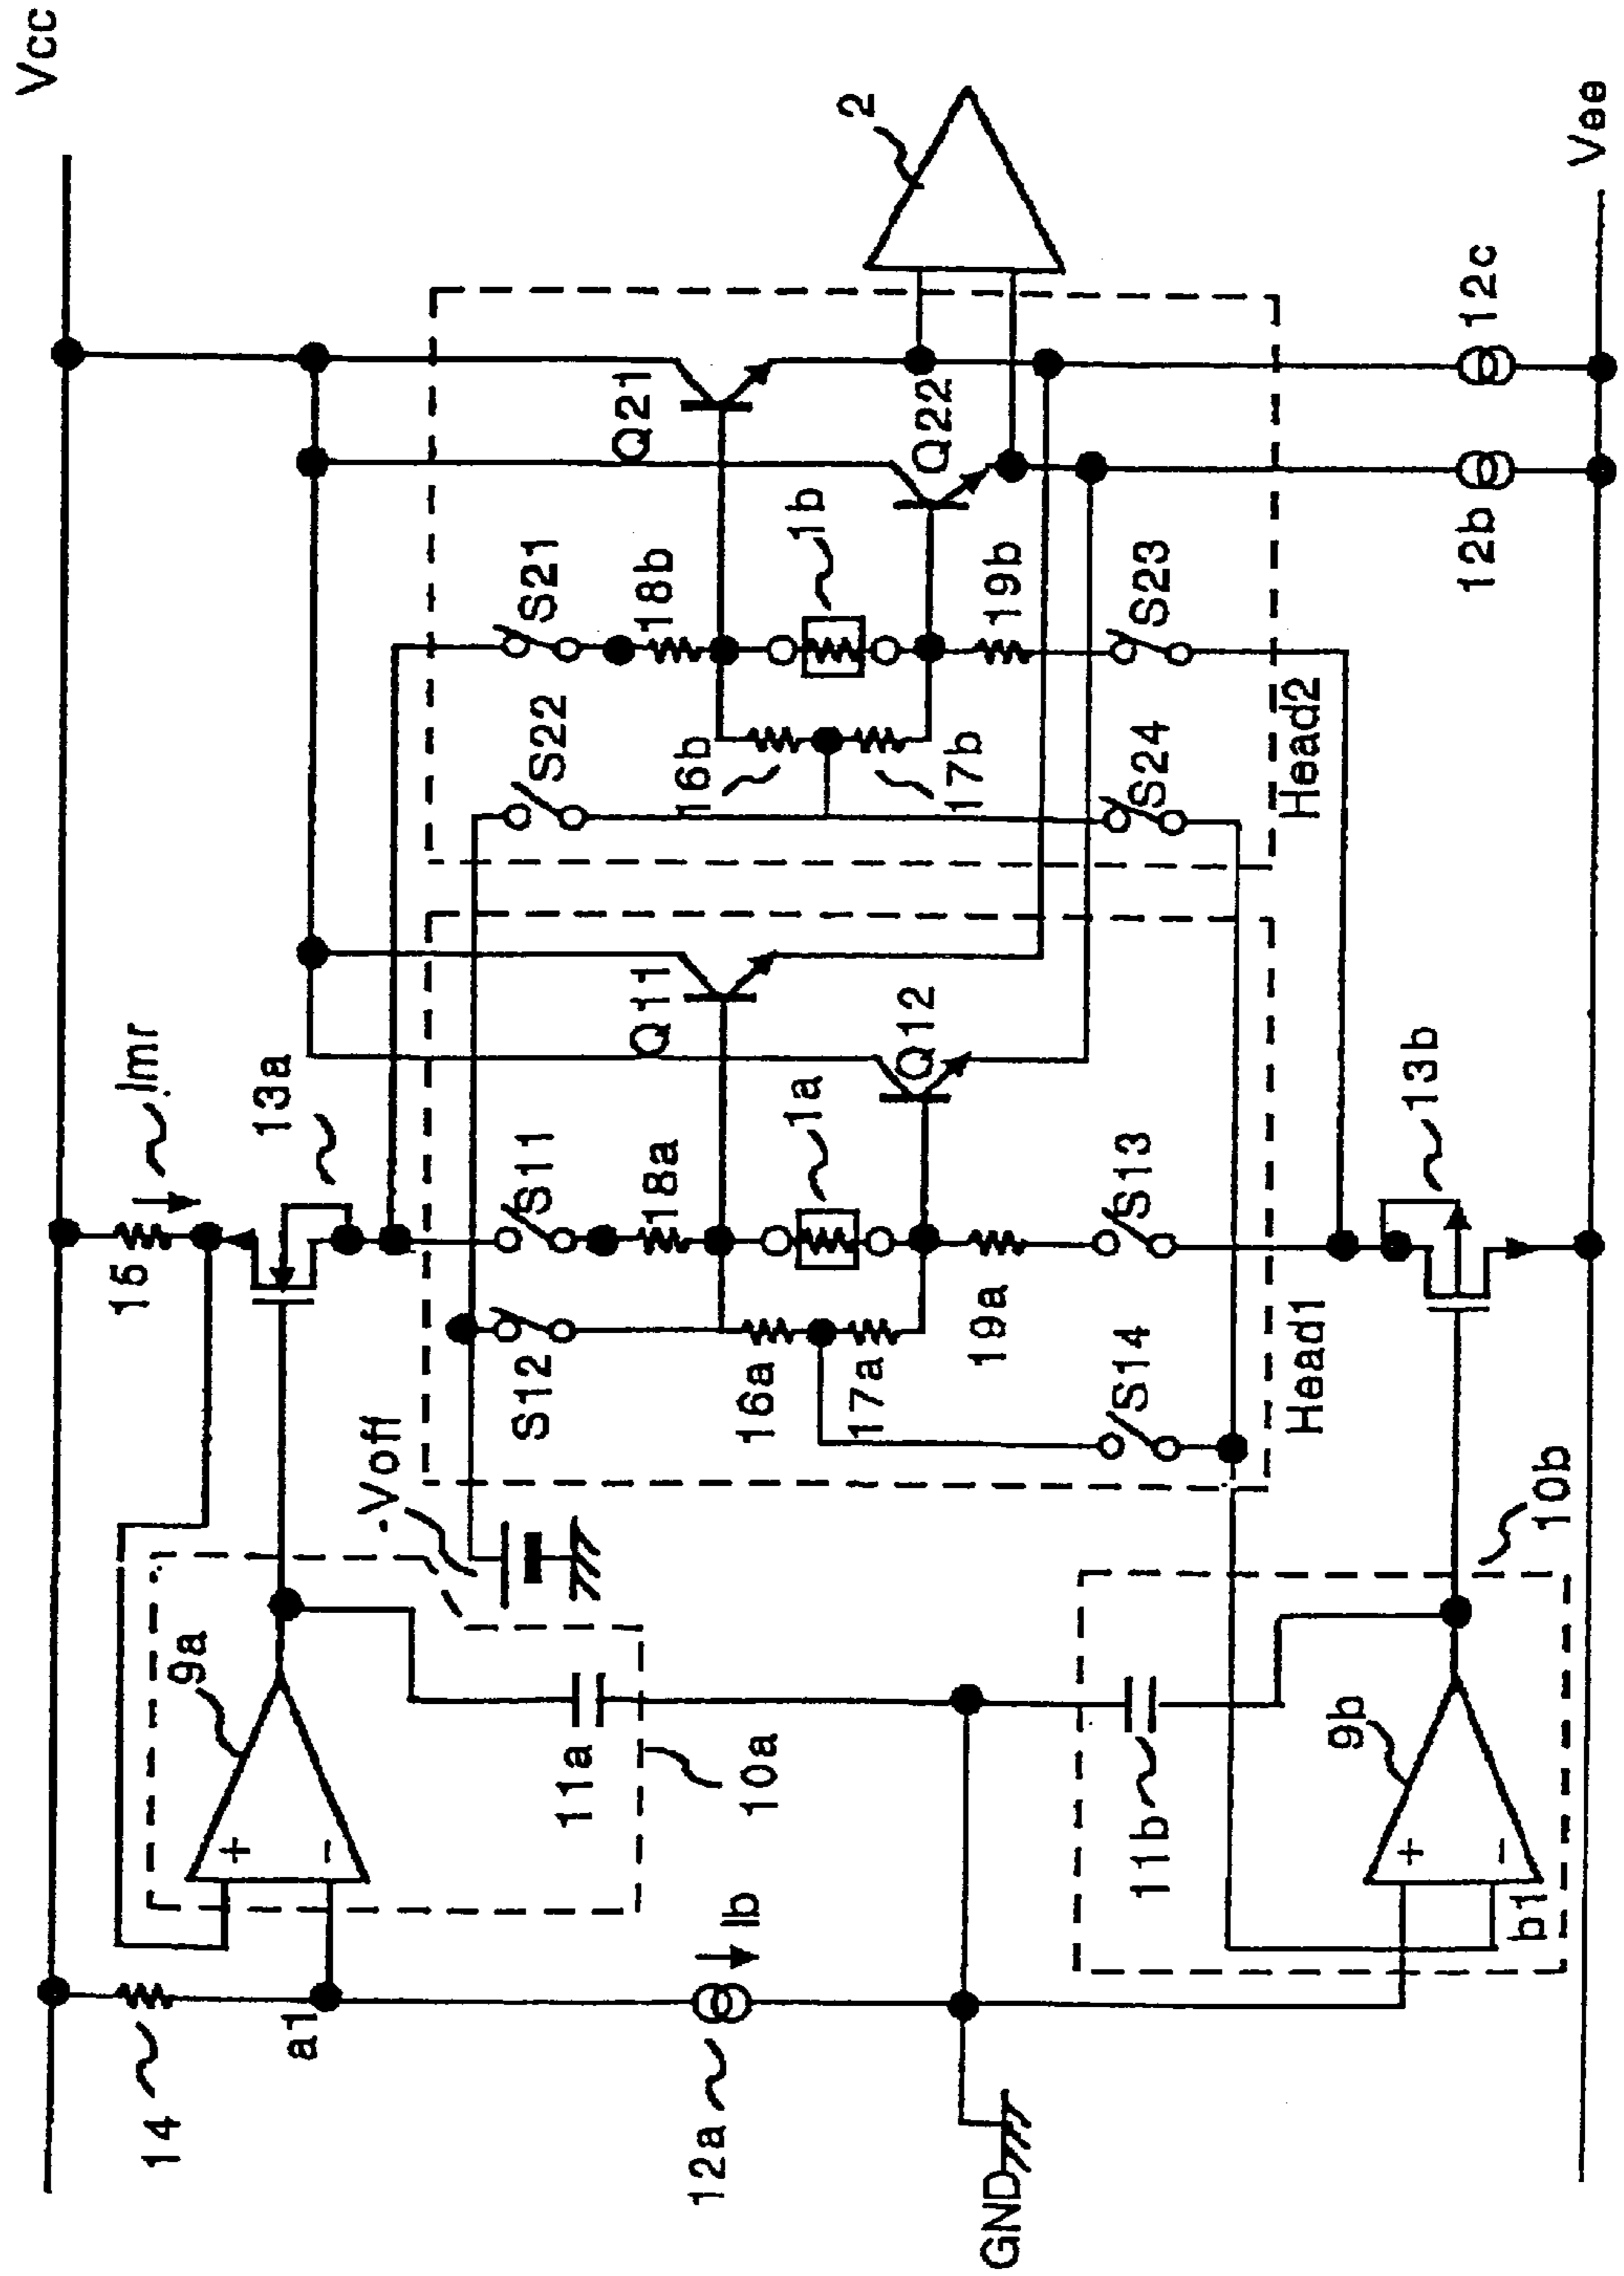 Vcc
Imr
16
13a
9a
14
a1
-Voff
11a
10a
12a
Ib
GND
S12
S11
18a
16a
17a
1a
19a
S14
S13
Q11
Q12
Head1
S22
S21
18b
16b
17b
1b
19b
S24
S23
Q21
Q22
Head2
2
11b
9b
b1
10b
13b
12b
12c
Vee
+
-
+
-